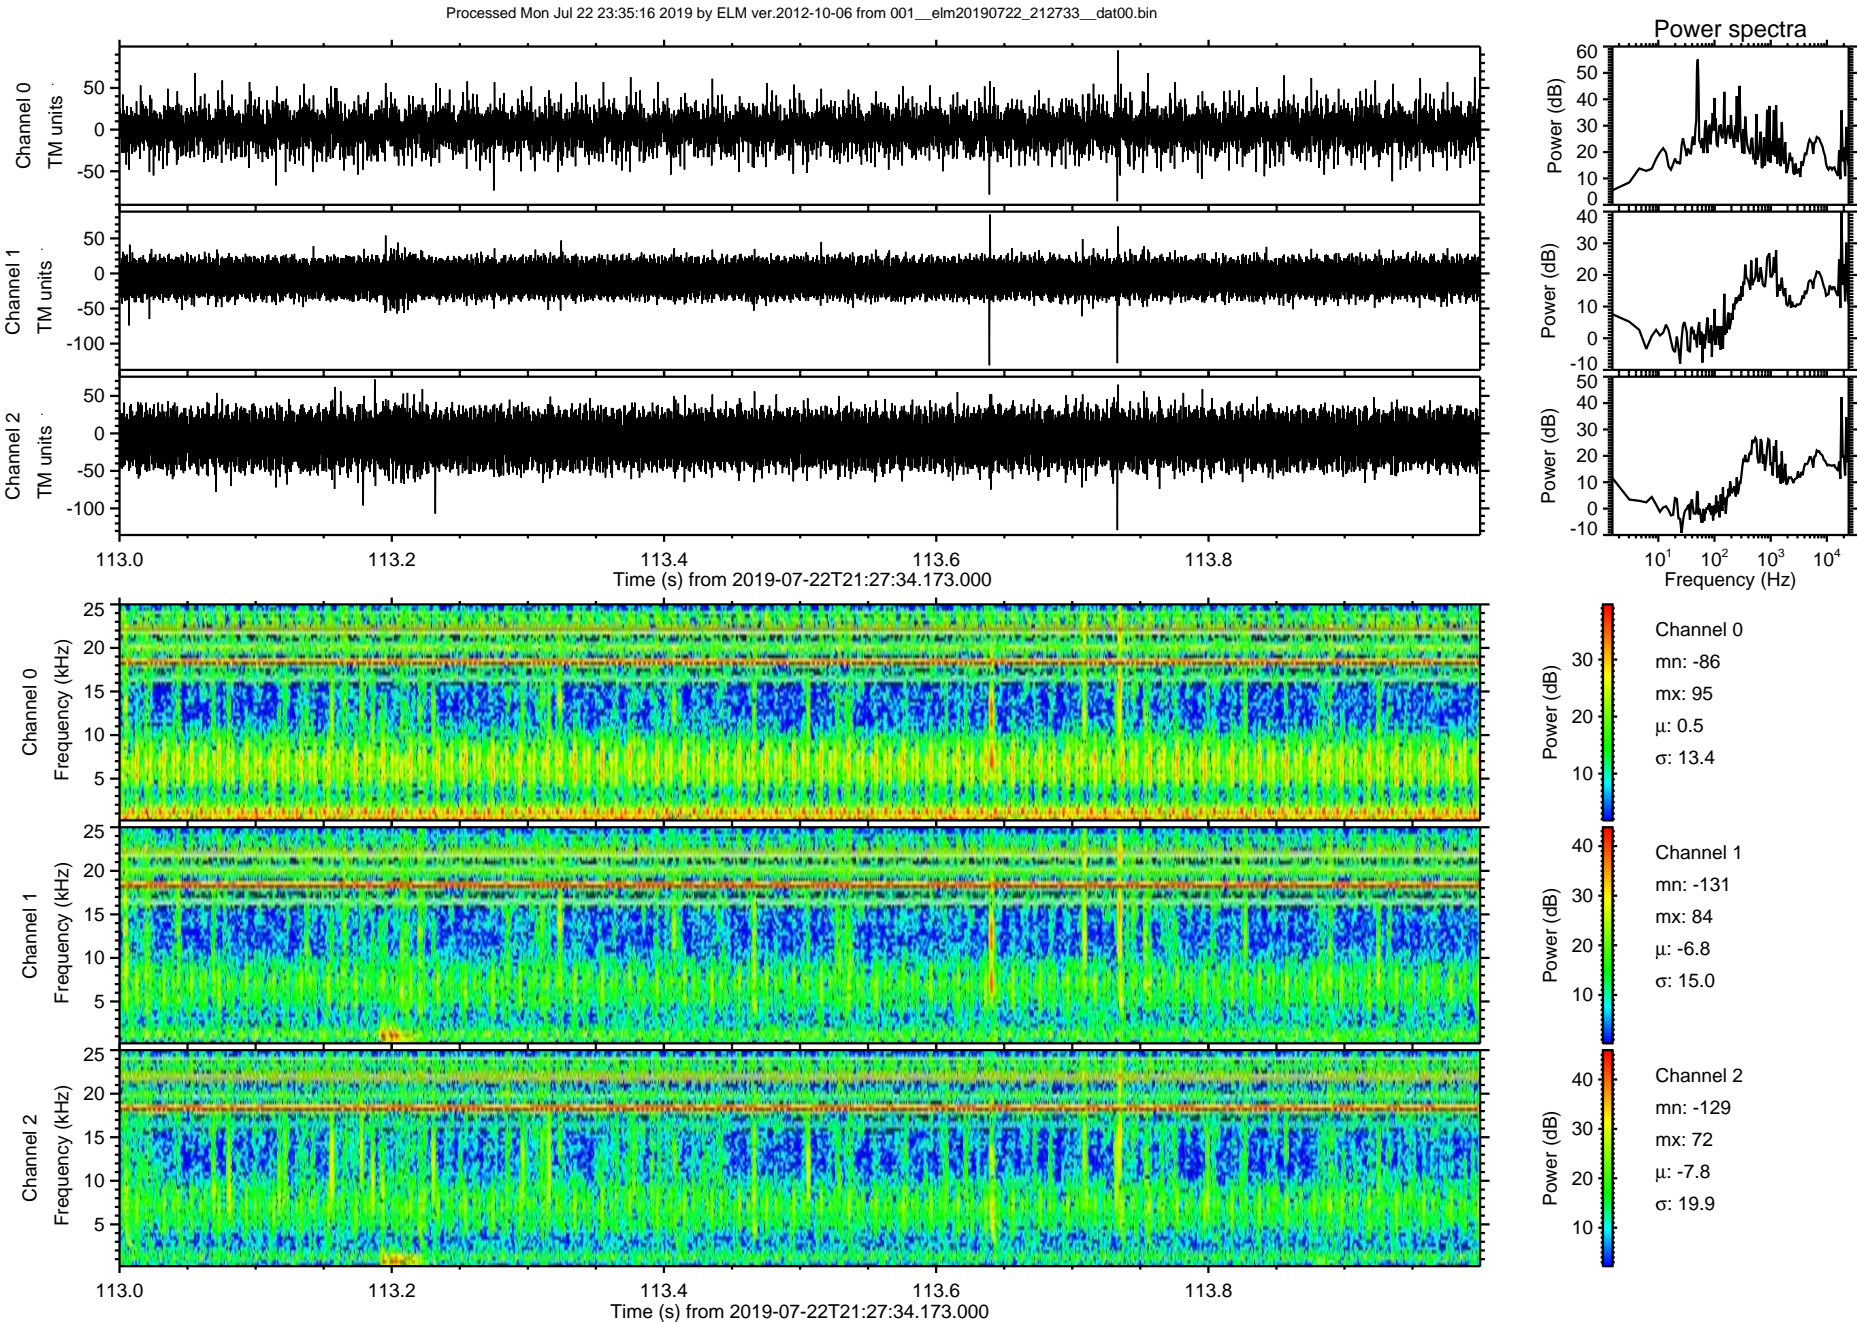 Processed Mon Jul 22 23:35:16 2019 by ELM ver.2012-10-06 from 001__elm20190722_212733__dat00.bin
Power spectra
Channel 0
TM units
50
0
-50
Power (dB)
60
50
40
30
20
10
0
Channel 1
TM units
50
0
-50
-100
Power (dB)
40
30
20
10
0
-10
Channel 2
TM units
50
0
-50
-100
Power (dB)
50
40
30
20
10
0
-10
113.0 113.2 113.4 113.6 113.8
Time (s) from 2019-07-22T21:27:34.173.000
10¹ 10² 10³ 10⁴
Frequency (Hz)
Channel 0
Frequency (kHz)
25
20
15
10
5
Power (dB)
30
20
10
Channel 0
mn: -86
mx: 95
µ: 0.5
σ: 13.4
Channel 1
Frequency (kHz)
25
20
15
10
5
Power (dB)
40
30
20
10
Channel 1
mn: -131
mx: 84
µ: -6.8
σ: 15.0
Channel 2
Frequency (kHz)
25
20
15
10
5
Power (dB)
40
30
20
10
Channel 2
mn: -129
mx: 72
µ: -7.8
σ: 19.9
113.0 113.2 113.4 113.6 113.8
Time (s) from 2019-07-22T21:27:34.173.000